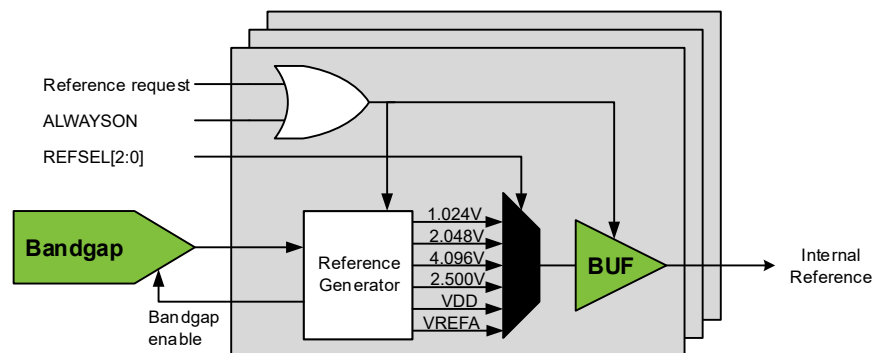 Reference request
ALWAYSON
REFSEL[2:0]
Bandgap
Bandgap
enable
Reference
Generator
1.024V
2.048V
4.096V
2.500V
VDD
VREFA
BUF
Internal
Reference